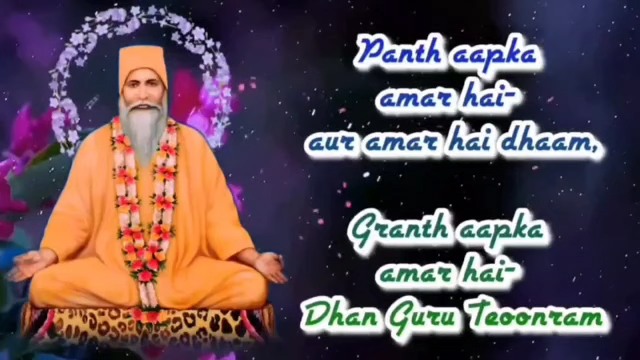 Panth aapka
amar hai-
aur amar hai dhaam,
Granth aapka
amar hai-
Dhan Guru Teoonram